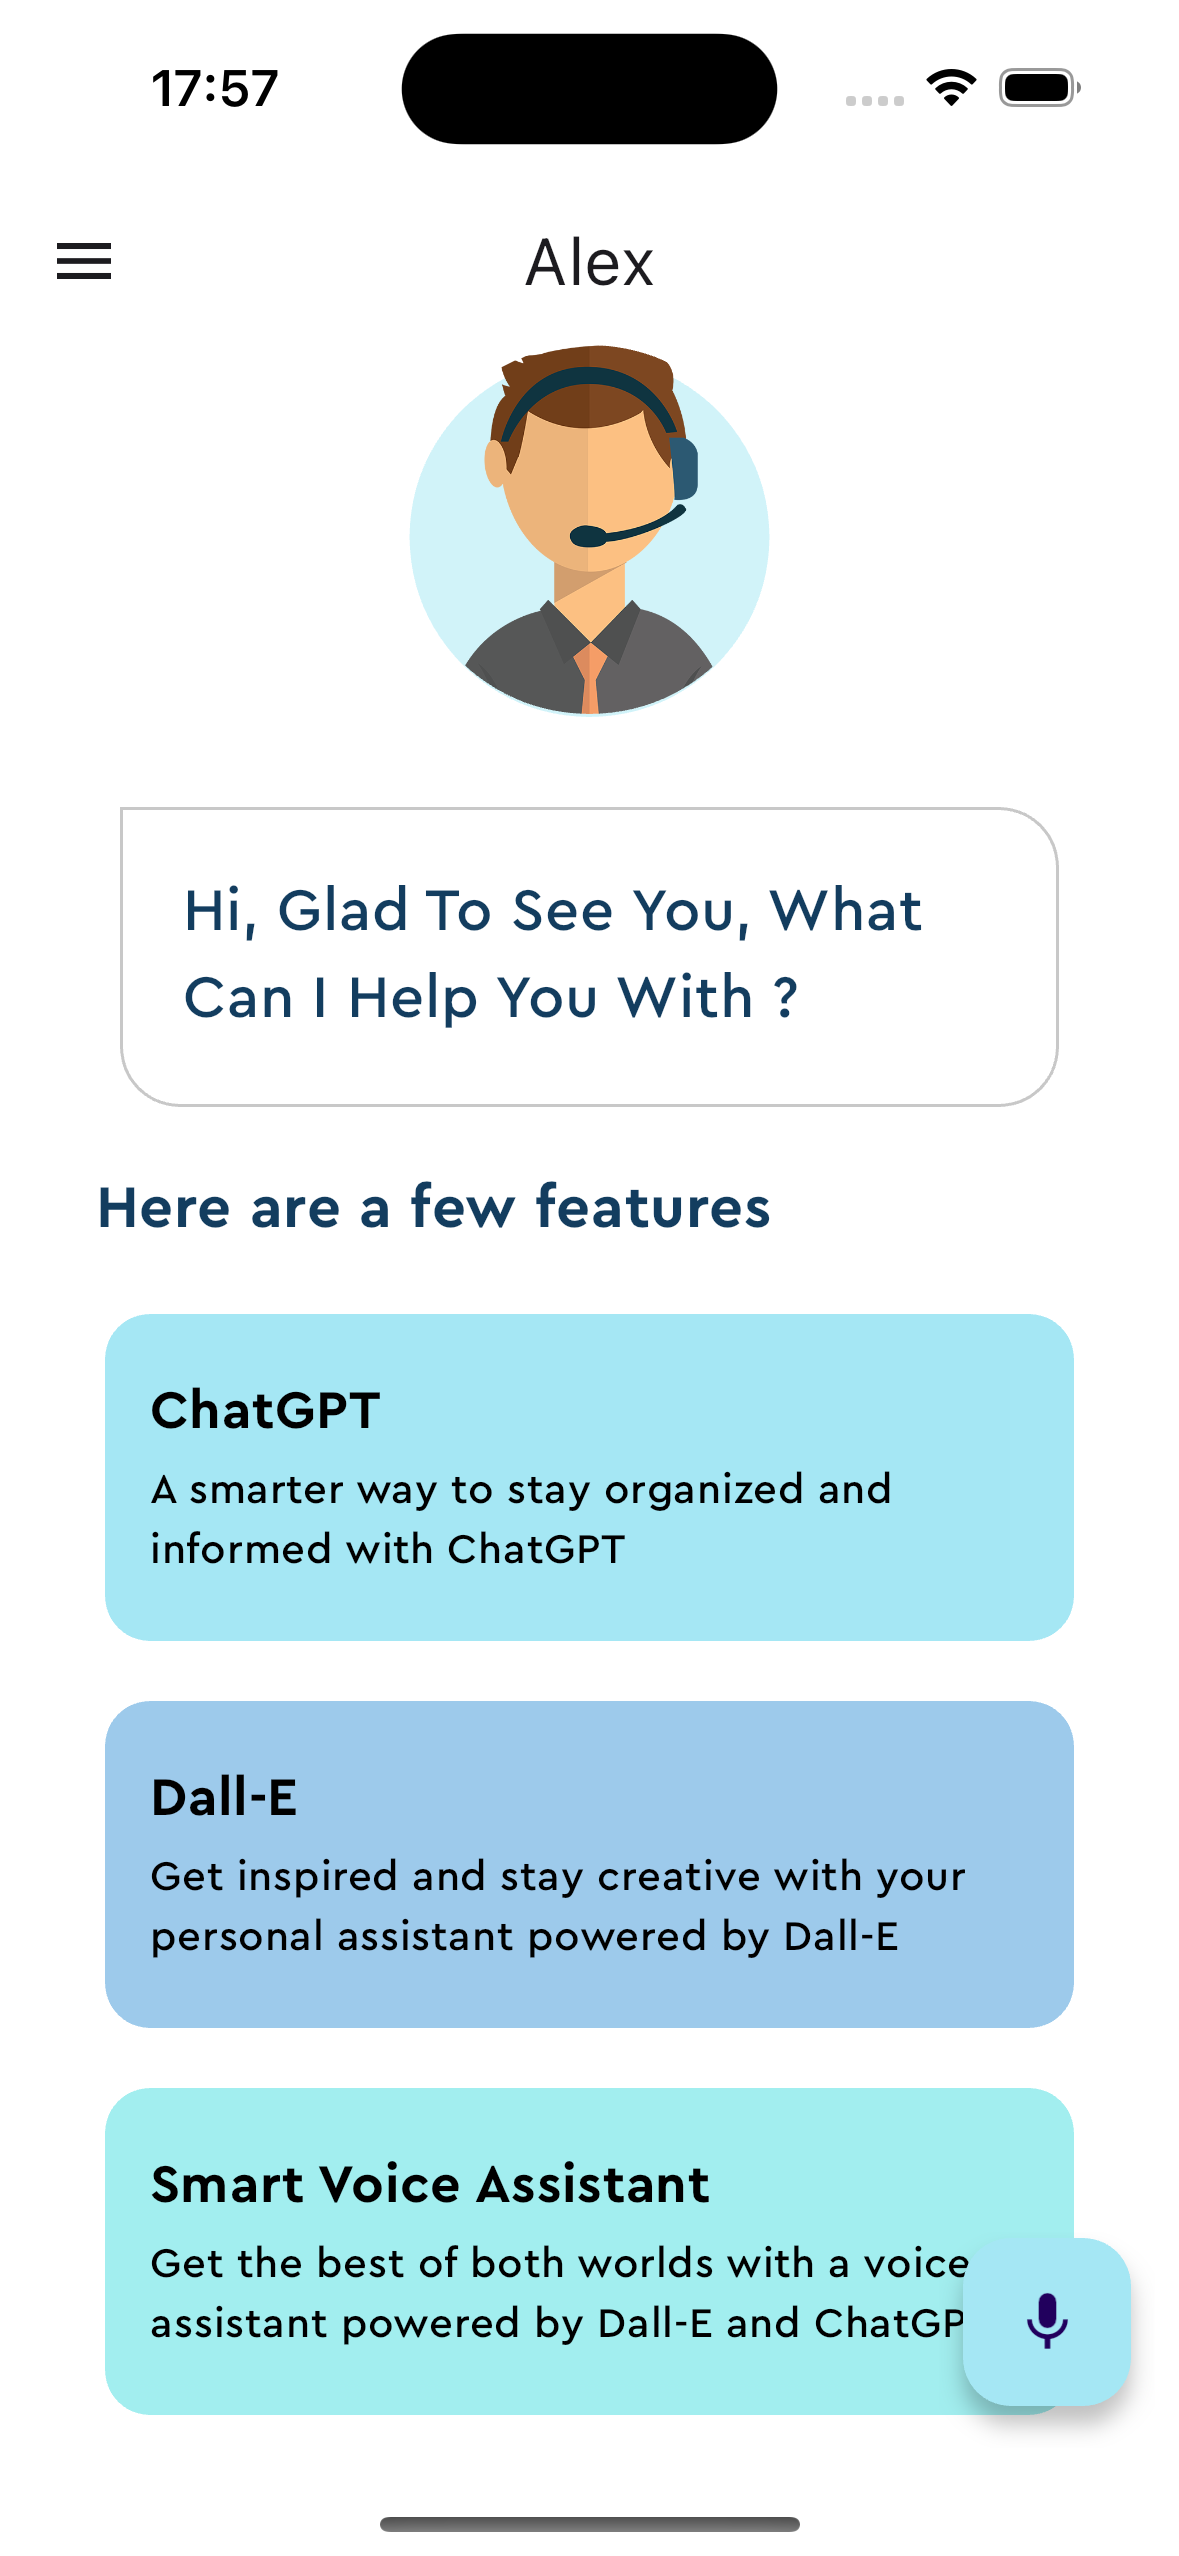 17:57
Alex
Hi, Glad To See You, What
Can I Help You With ?
Here are a few features
ChatGPT
A smarter way to stay organized and
informed with ChatGPT
Dall-E
Get inspired and stay creative with your
personal assistant powered by Dall-E
Smart Voice Assistant
Get the best of both worlds with a voice
assistant powered by Dall-E and ChatGP